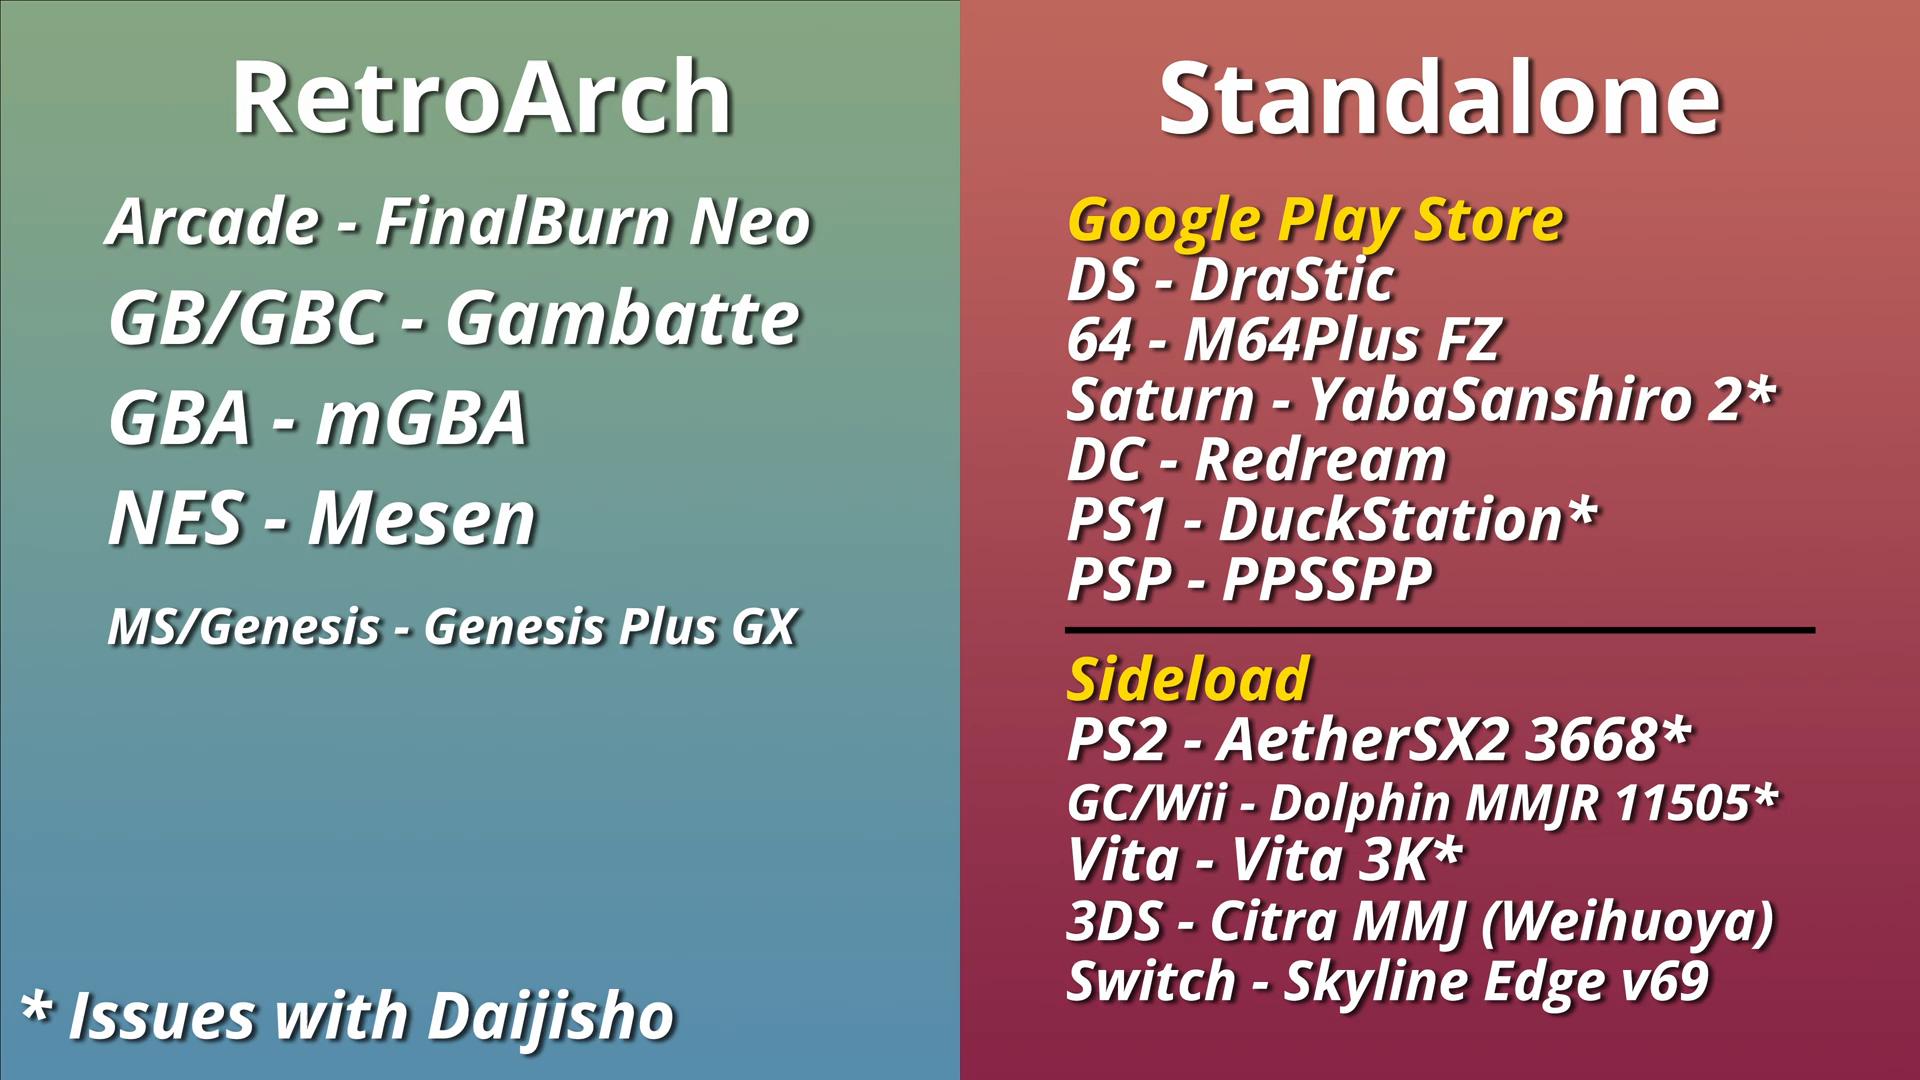 RetroArch
Arcade - FinalBurn Neo
GB/GBC - Gambatte
GBA - mGBA
NES - Mesen
MS/Genesis - Genesis Plus GX
* Issues with Daijisho
Standalone
Google Play Store
DS - DraStic
64 - M64Plus FZ
Saturn - YabaSanshiro 2*
DC - Redream
PS1 - DuckStation*
PSP - PPSSPP
Sideload
PS2 - AetherSX2 3668*
GC/Wii - Dolphin MMJR 11505*
Vita - Vita 3K*
3DS - Citra MMJ (Weihuoya)
Switch - Skyline Edge v69